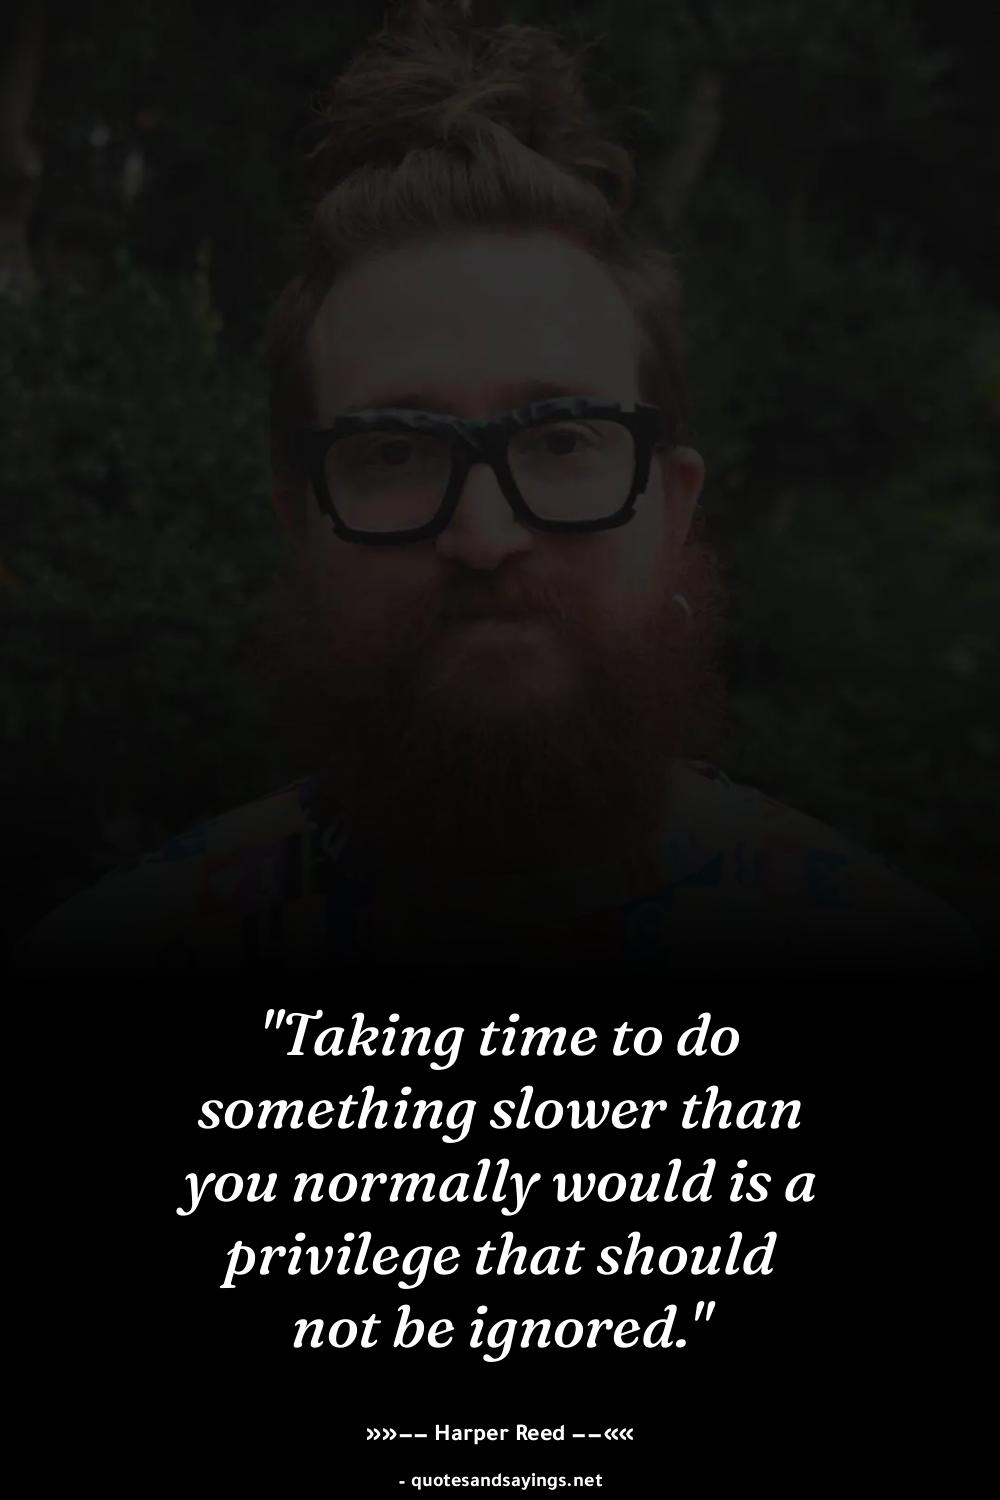 "Taking time to do
something slower than
you normally would is a
privilege that should
not be ignored."
»»–– Harper Reed ––««
- quotesandsayings.net